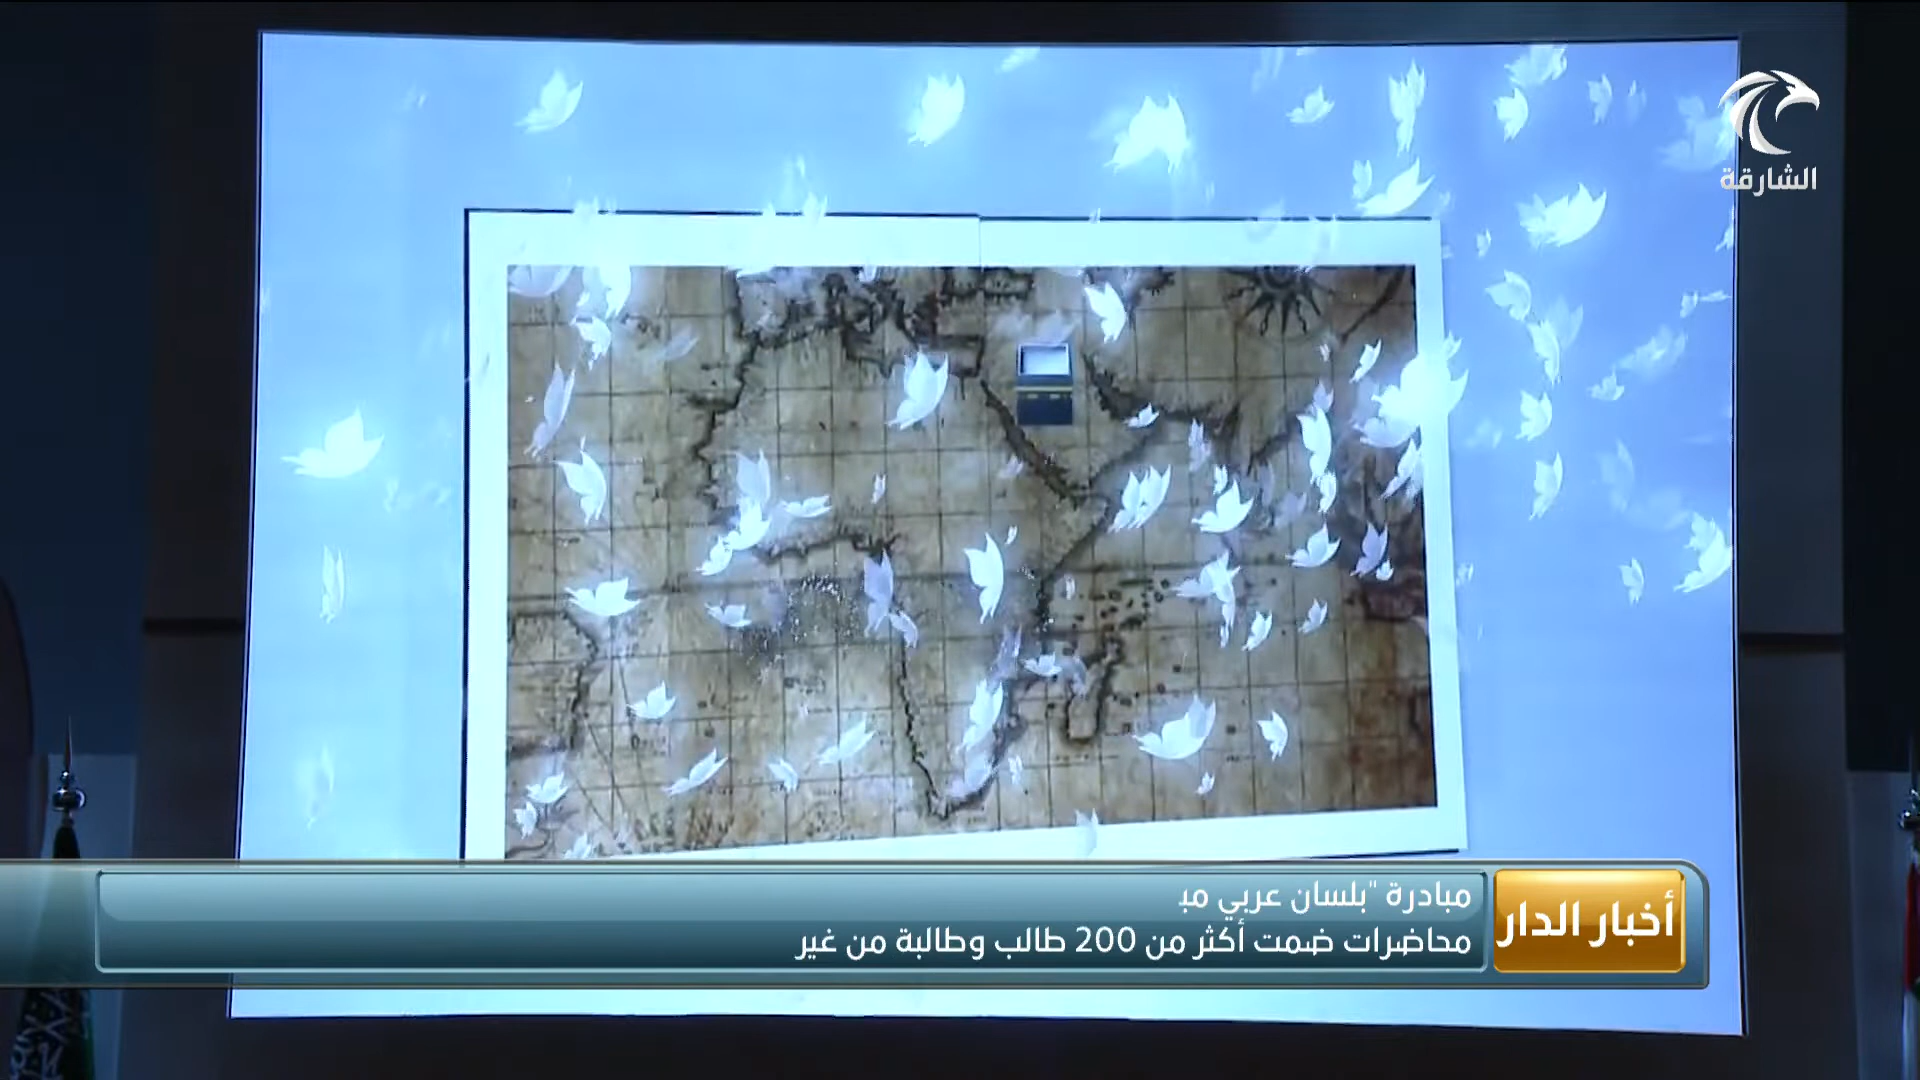 الشارقة
أخبار الدار
مبادرة "بلسان عربي مب
محاضرات ضمت أكثر من 200 طالب وطالبة من غير